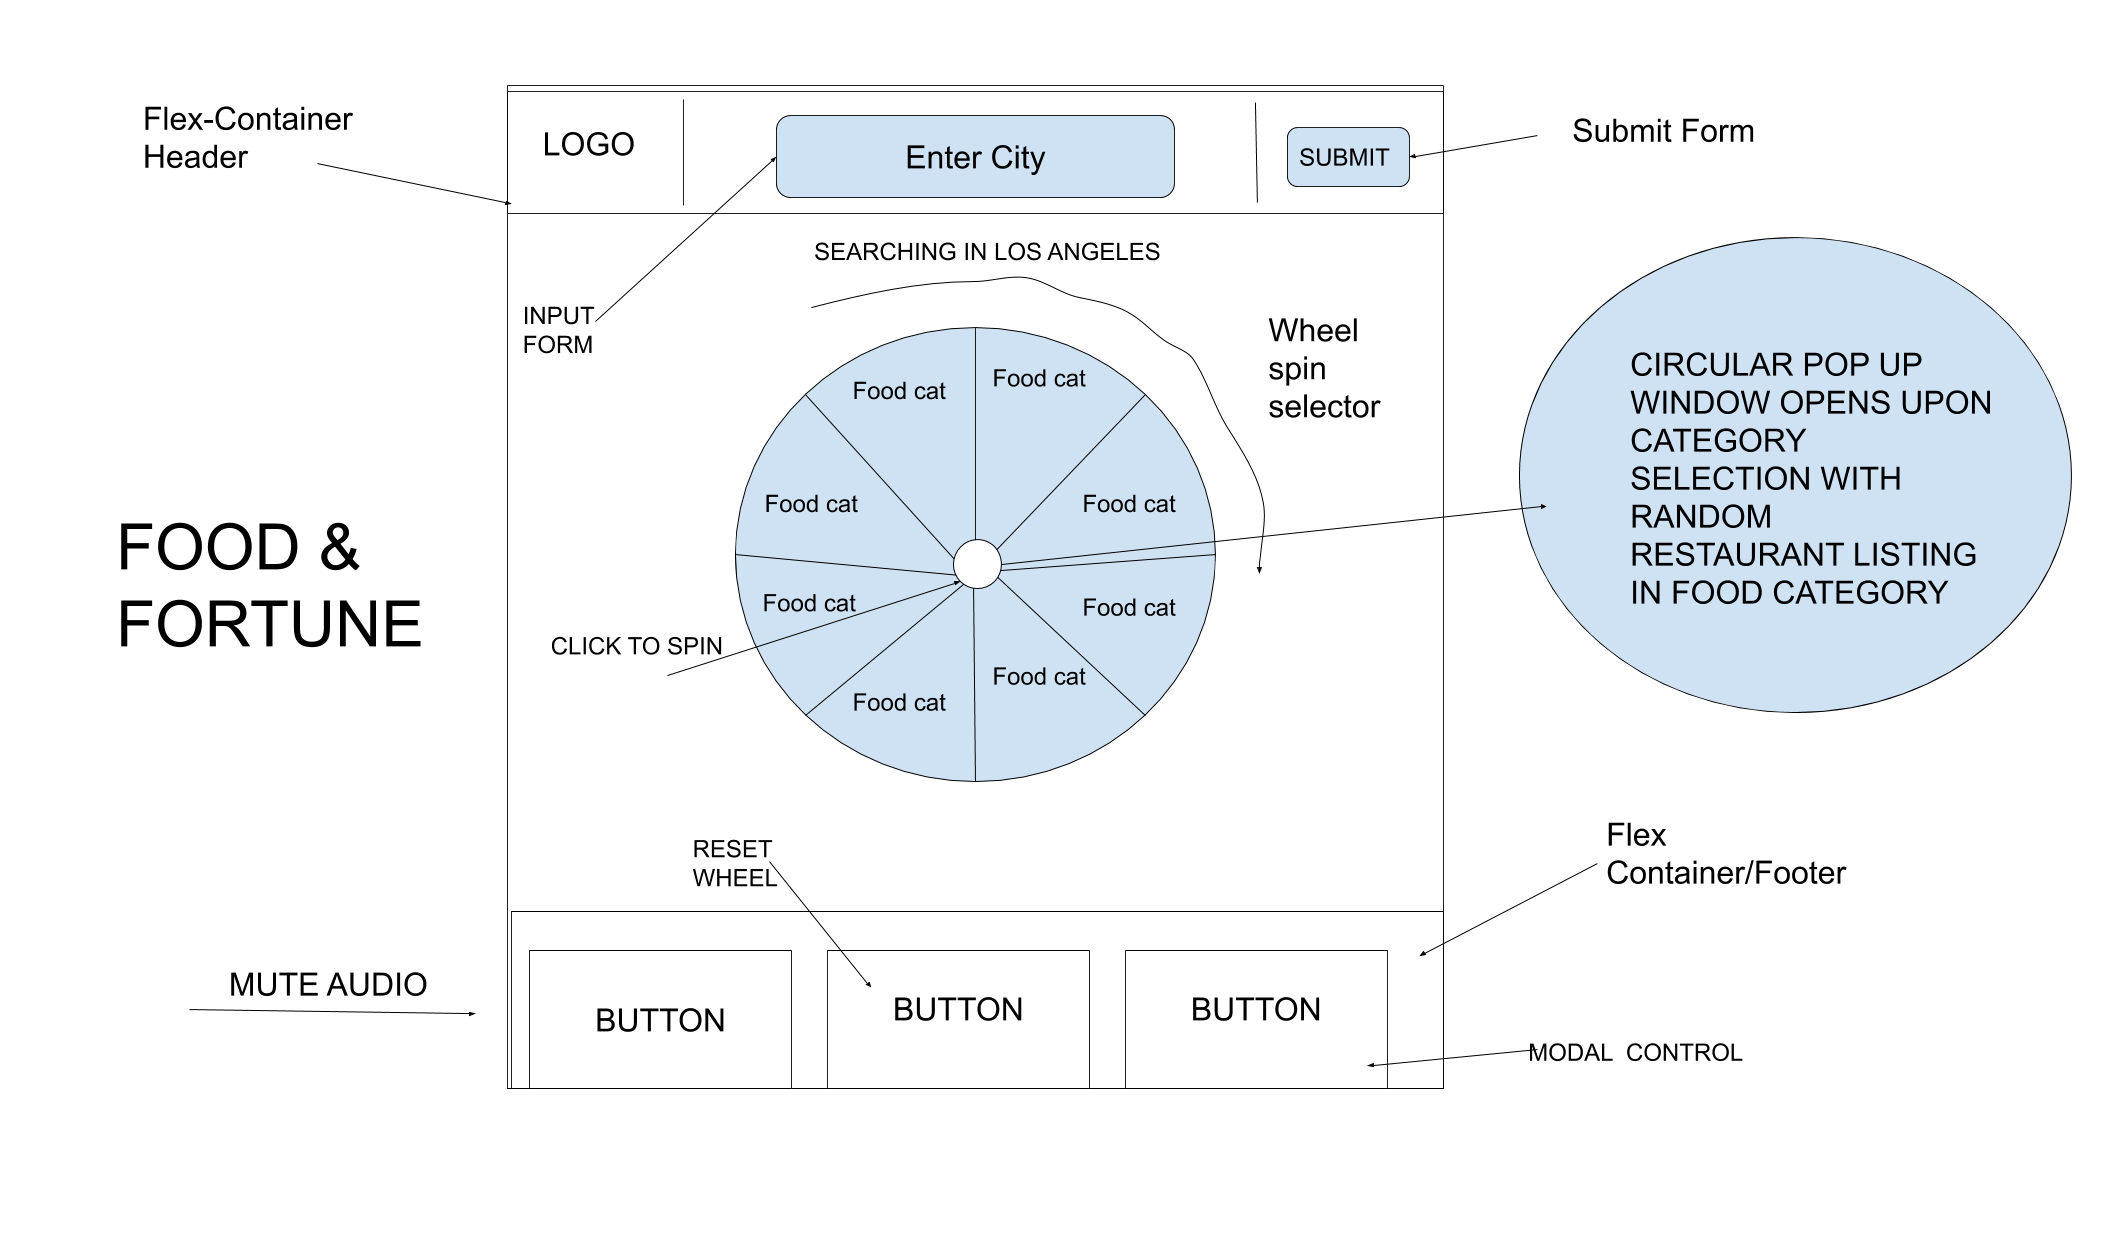 Flex-Container
Header
LOGO
Enter City
SUBMIT
Submit Form
SEARCHING IN LOS ANGELES
INPUT
FORM
Wheel
spin
selector
Food cat
Food cat
Food cat
Food cat
Food cat
Food cat
Food cat
Food cat
CLICK TO SPIN
CIRCULAR POP UP
WINDOW OPENS UPON
CATEGORY
SELECTION WITH
RANDOM
RESTAURANT LISTING
IN FOOD CATEGORY
FOOD &
FORTUNE
RESET
WHEEL
Flex
Container/Footer
MUTE AUDIO
BUTTON
BUTTON
BUTTON
MODAL  CONTROL